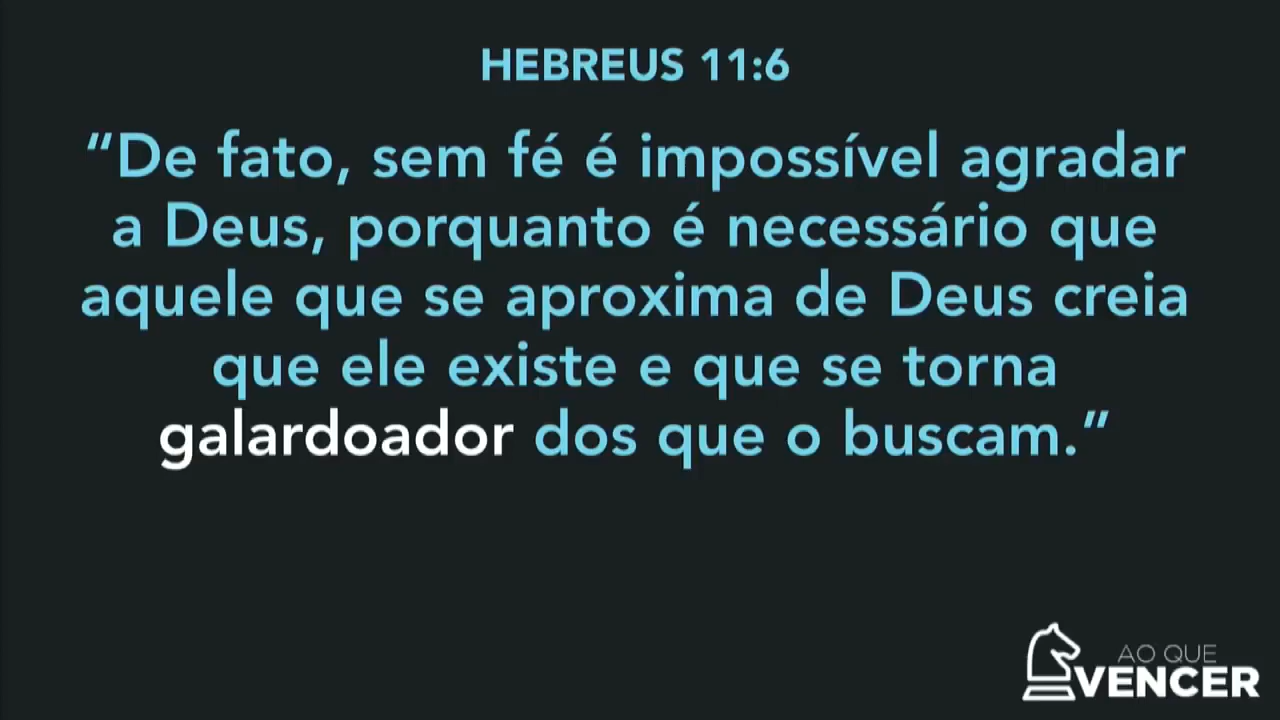 HEBREUS 11:6
“De fato, sem fé é impossível agradar
a Deus, porquanto é necessário que
aquele que se aproxima de Deus creia
que ele existe e que se torna
galardoador dos que o buscam.”
AO QUE
VENCER